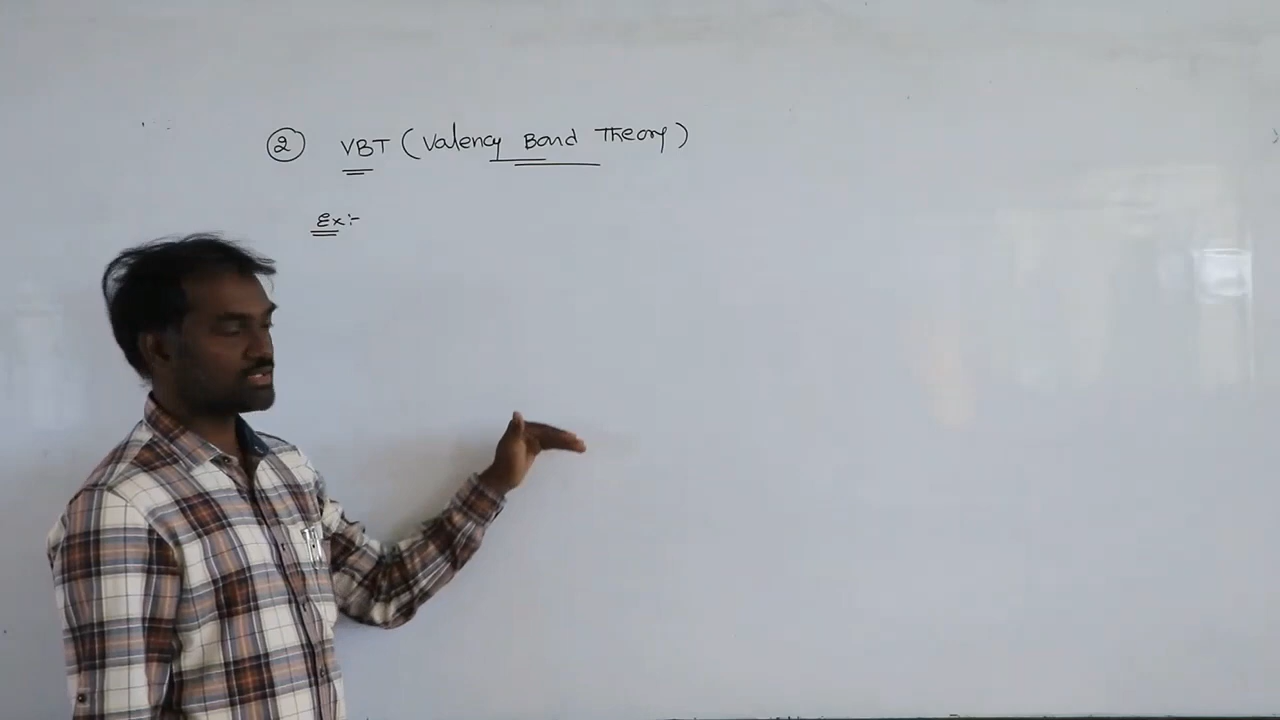 ② VBT (Valency Bond Theory)
Ex:-